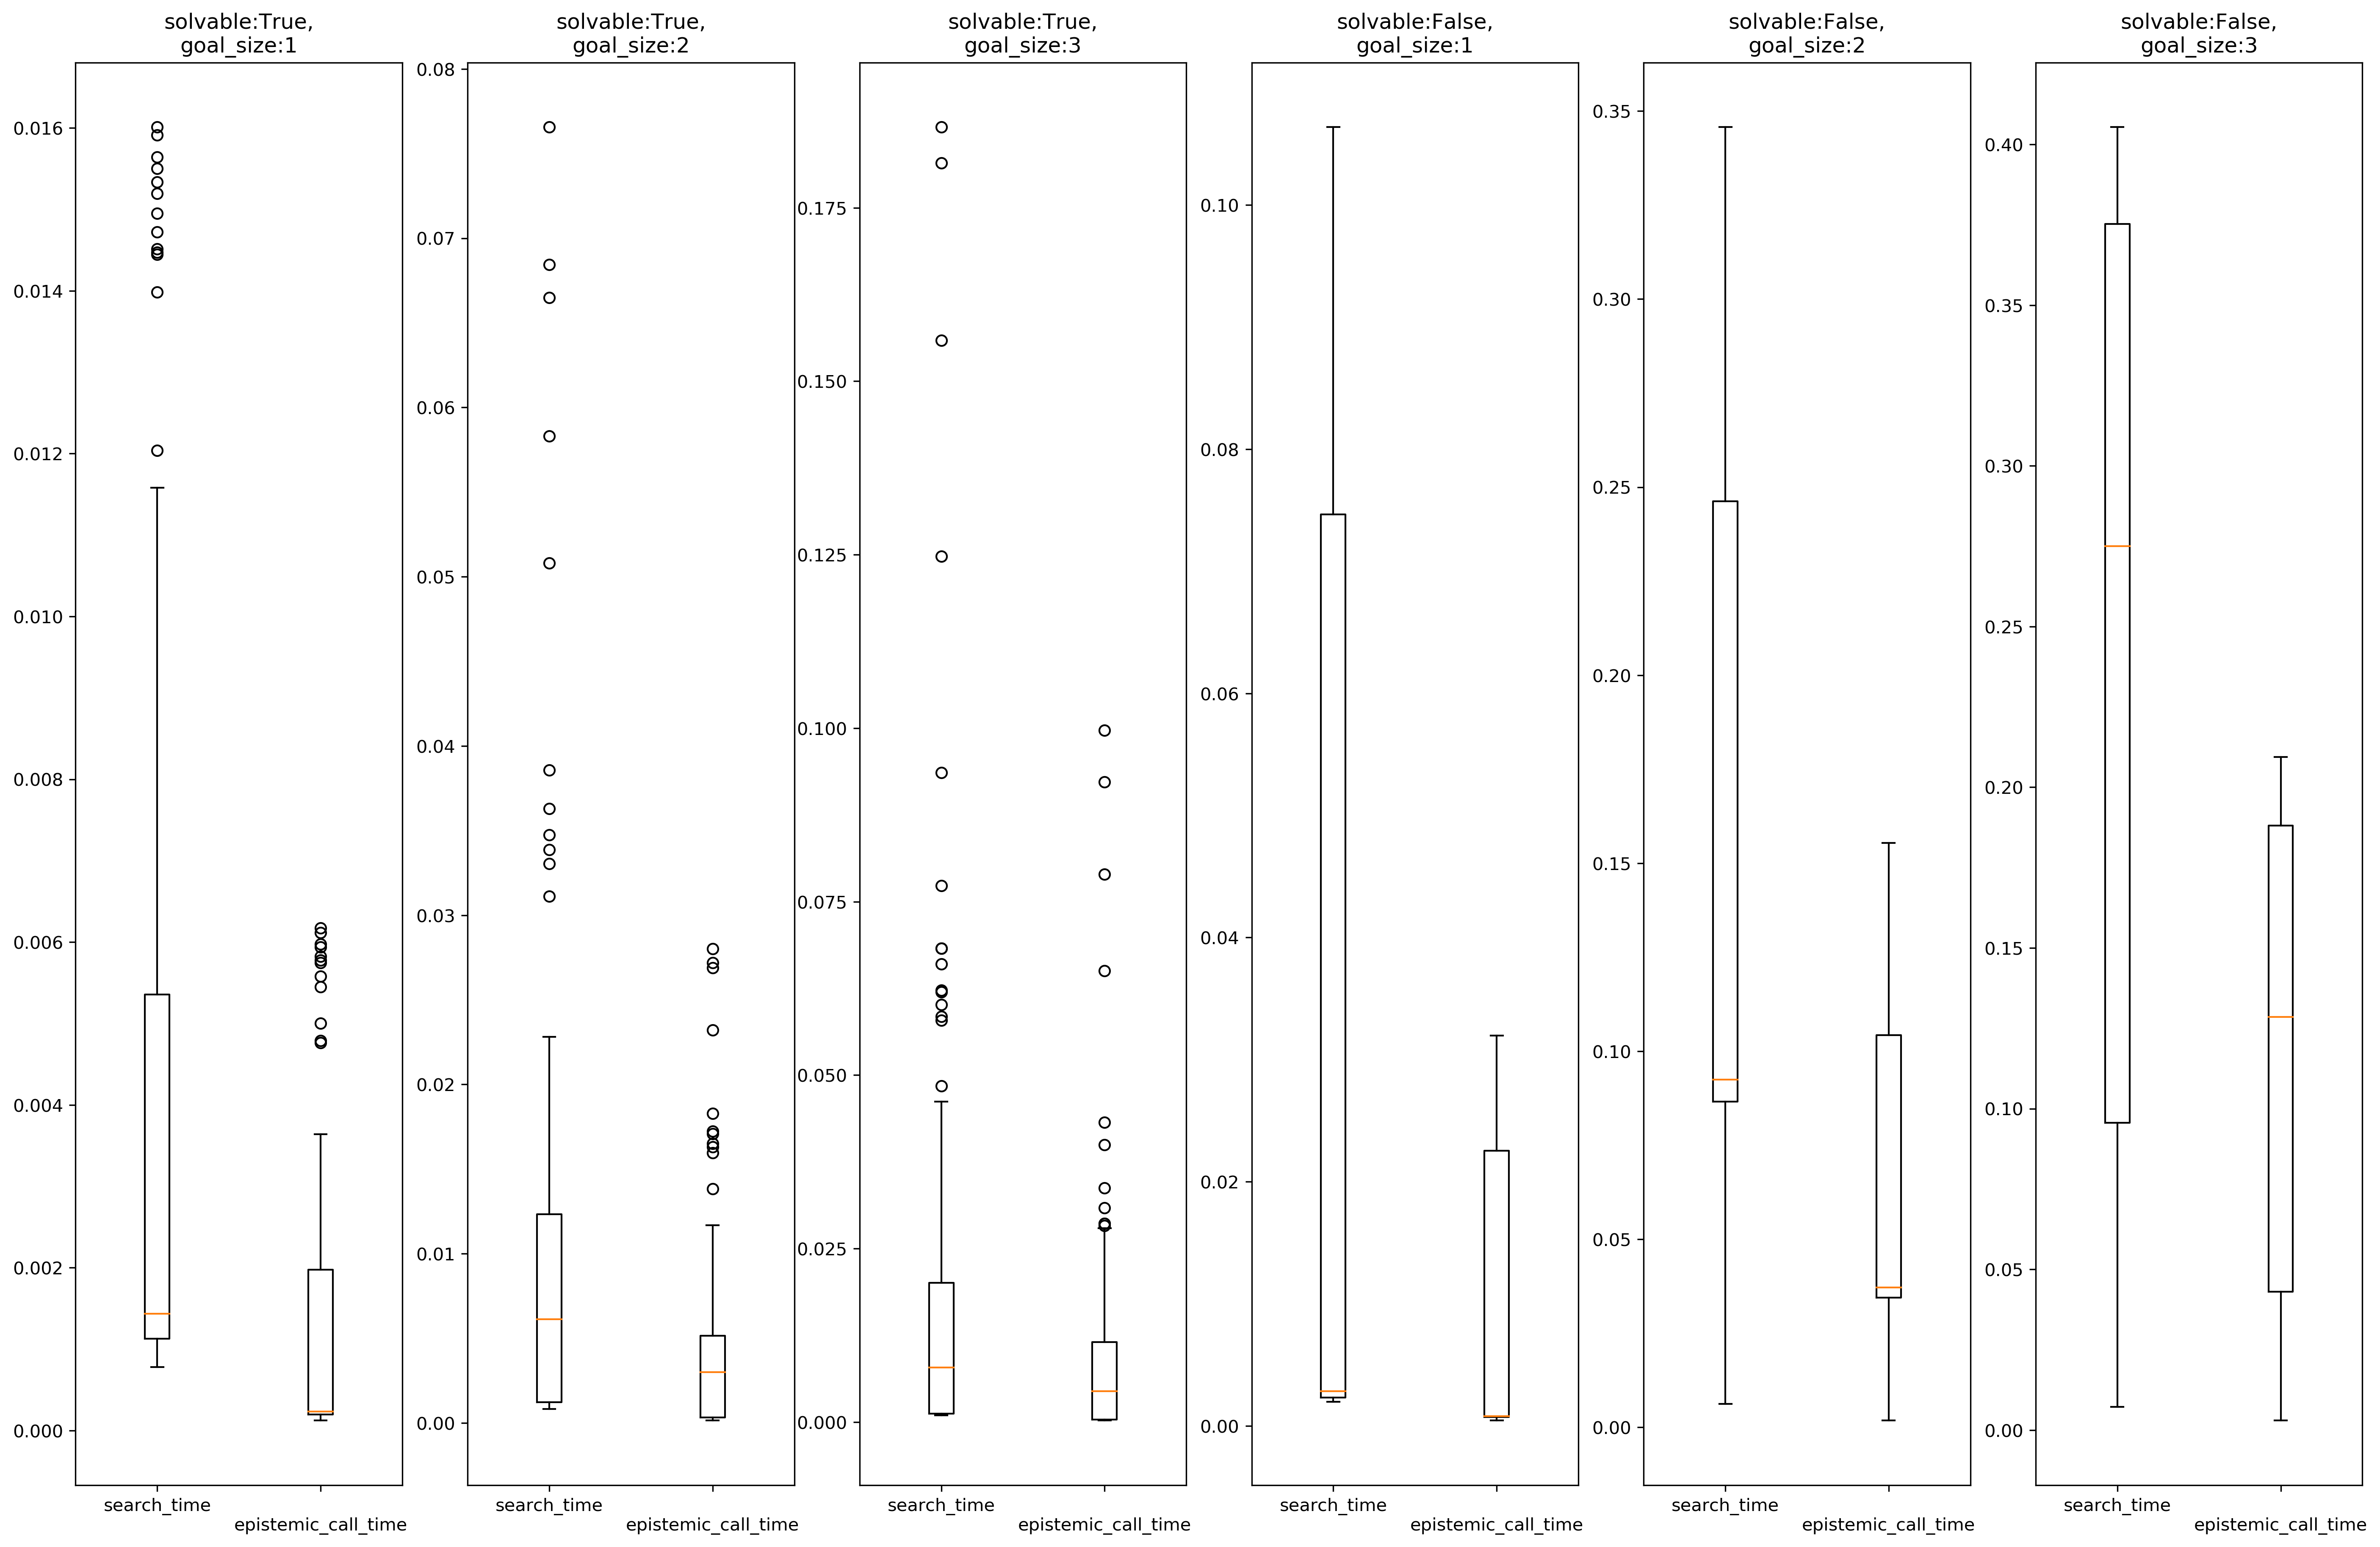 solvable:True,
goal_size:1
0.016
0.014
0.012
0.010
0.008
0.006
0.004
0.002
0.000
search_time
epistemic_call_time
solvable:True,
goal_size:2
0.08
0.07
0.06
0.05
0.04
0.03
0.02
0.01
0.00
search_time
epistemic_call_time
solvable:True,
goal_size:3
0.175
0.150
0.125
0.100
0.075
0.050
0.025
0.000
search_time
epistemic_call_time
solvable:False,
goal_size:1
0.10
0.08
0.06
0.04
0.02
0.00
search_time
epistemic_call_time
solvable:False,
goal_size:2
0.35
0.30
0.25
0.20
0.15
0.10
0.05
0.00
search_time
epistemic_call_time
solvable:False,
goal_size:3
0.40
0.35
0.30
0.25
0.20
0.15
0.10
0.05
0.00
search_time
epistemic_call_time